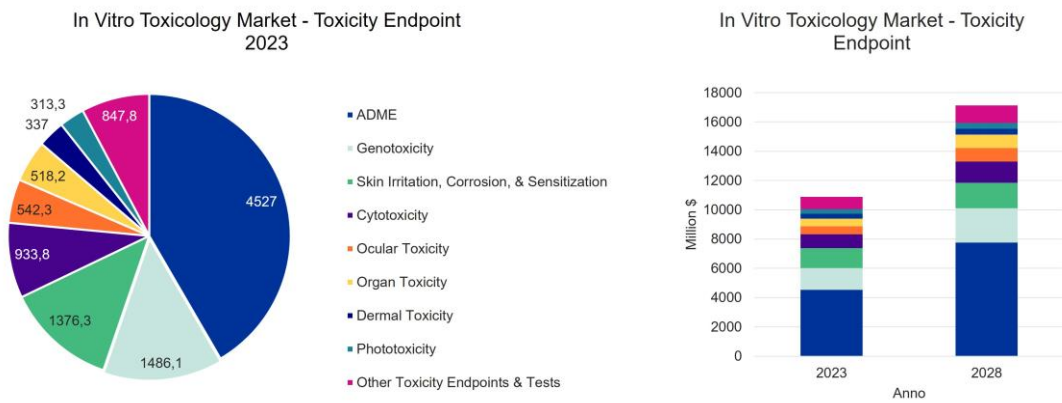 In Vitro Toxicology Market - Toxicity Endpoint
2023
313,3
337
847,8
518,2
542,3
933,8
1376,3
1486,1
4527
ADME
Genotoxicity
Skin Irritation, Corrosion, & Sensitization
Cytotoxicity
Ocular Toxicity
Organ Toxicity
Dermal Toxicity
Phototoxicity
Other Toxicity Endpoints & Tests
In Vitro Toxicology Market - Toxicity
Endpoint
Million $
18000
16000
14000
12000
10000
8000
6000
4000
2000
0
2023
2028
Anno